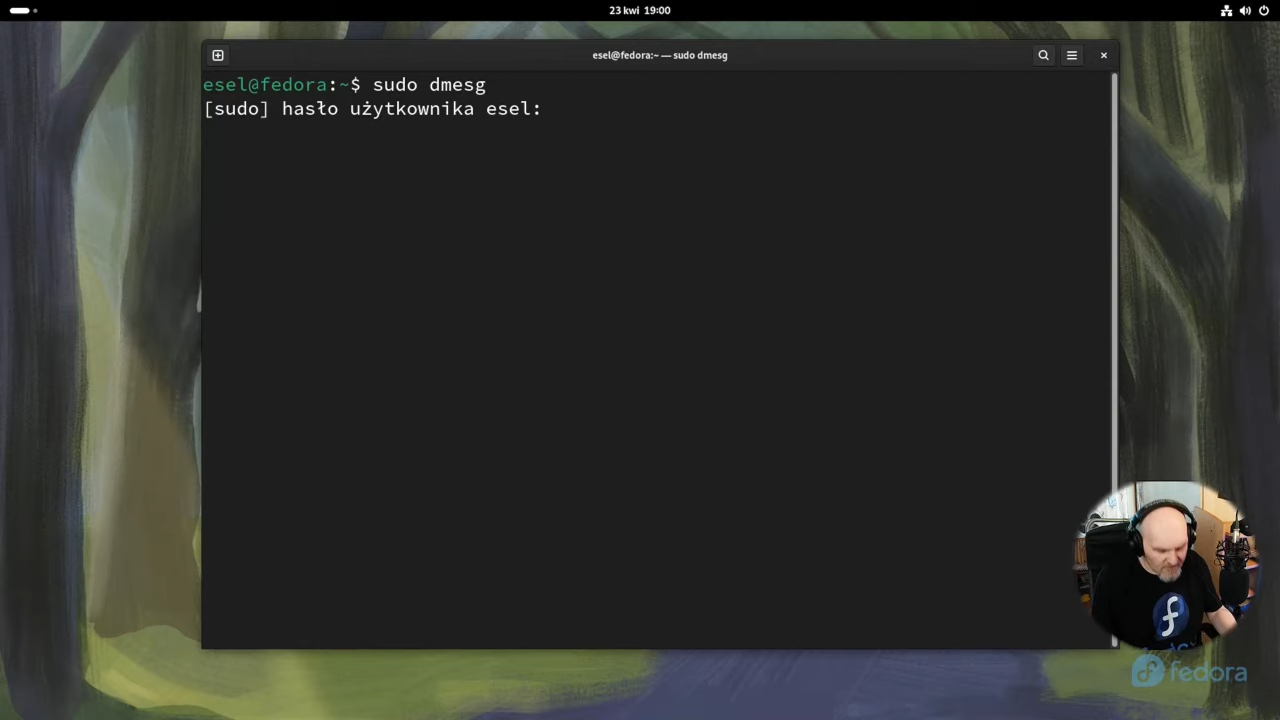 23 kwi 19:00
esel@fedora:~ — sudo dmesg
esel@fedora:~$ sudo dmesg
[sudo] hasło użytkownika esel:
fedora